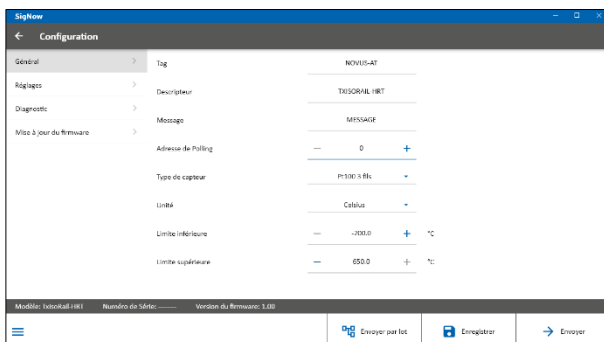 SigNow
Configuration
Général
Réglages
Diagnostic
Mise à jour du firmware
Tag NOVUS-AT
Descripteur TXISORAIL-HRT
Message MESSAGE
Adresse de Polling — 0 +
Type de capteur Pt100 3 fils
Unité Celsius
Limite inférieure — -200.0 + °C
Limite supérieure — 650.0 + °C
Modèle: TxIsoRail-HRT Numéro de Série: -------- Version du firmware: 1.00
Envoyer par lot Enregistrer Envoyer